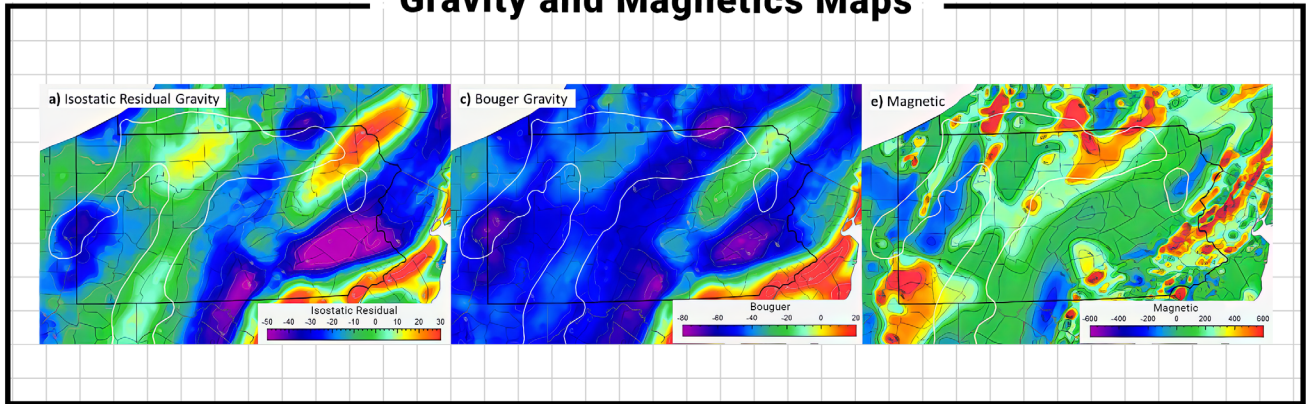 Gravity and Magnetics Maps
a) Isostatic Residual Gravity
c) Bouger Gravity
e) Magnetic
Isostatic Residual
-50 -40 -30 -20 -10 0 10 20 30
Bouguer
-80 -60 -40 -20 0 20
Magnetic
-600 -400 -200 0 200 400 600